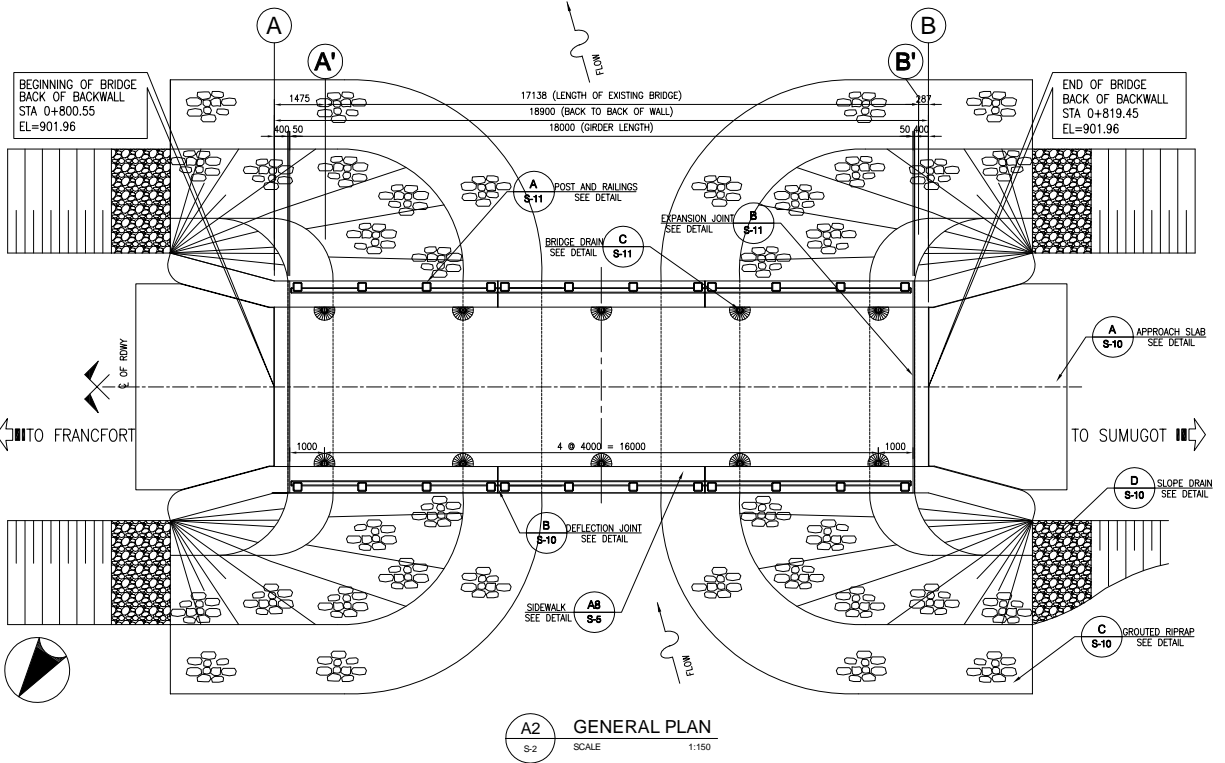 A
B
A'
B'
FLOW
BEGINNING OF BRIDGE
BACK OF BACKWALL
STA 0+800.55
EL=901.96
1475
17138 (LENGTH OF EXISTING BRIDGE)
287
18900 (BACK TO BACK OF WALL)
400 50
18000 (GIRDER LENGTH)
50 400
END OF BRIDGE
BACK OF BACKWALL
STA 0+819.45
EL=901.96
A
S-11
POST AND RAILINGS
SEE DETAIL
EXPANSION JOINT
SEE DETAIL
B
S-11
BRIDGE DRAIN
SEE DETAIL
C
S-11
A
S-10
APPROACH SLAB
SEE DETAIL
℄ OF RDWY
TO FRANCFORT
1000
4 @ 4000 = 16000
1000
TO SUMUGOT
D
S-10
SLOPE DRAIN
SEE DETAIL
B
S-10
DEFLECTION JOINT
SEE DETAIL
SIDEWALK
SEE DETAIL
A8
S-5
FLOW
C
S-10
GROUTED RIPRAP
SEE DETAIL
A2
S-2
GENERAL PLAN
SCALE 1:150